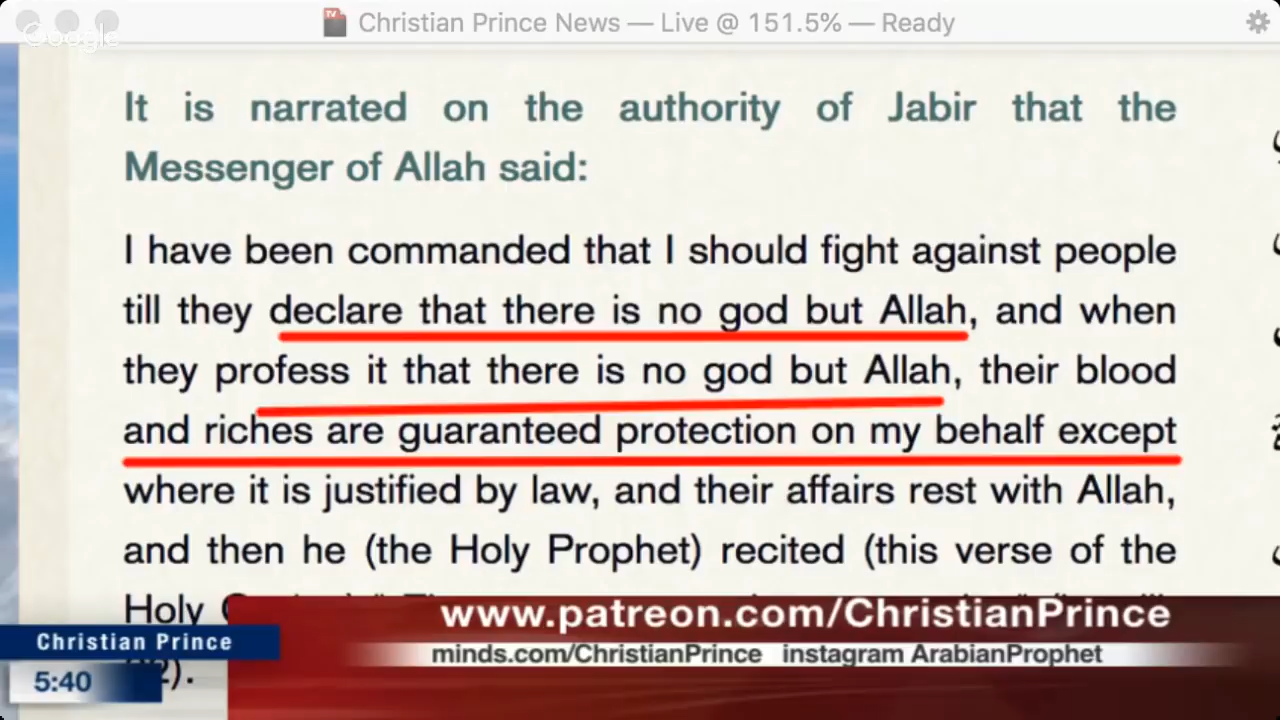 Christian Prince News — Live @ 151.5% — Ready
Google
It is narrated on the authority of Jabir that the
Messenger of Allah said:
I have been commanded that I should fight against people
till they declare that there is no god but Allah, and when
they profess it that there is no god but Allah, their blood
and riches are guaranteed protection on my behalf except
where it is justified by law, and their affairs rest with Allah,
and then he (the Holy Prophet) recited (this verse of the
Holy
www.patreon.com/ChristianPrince
Christian Prince
minds.com/ChristianPrince instagram ArabianProphet
5:40